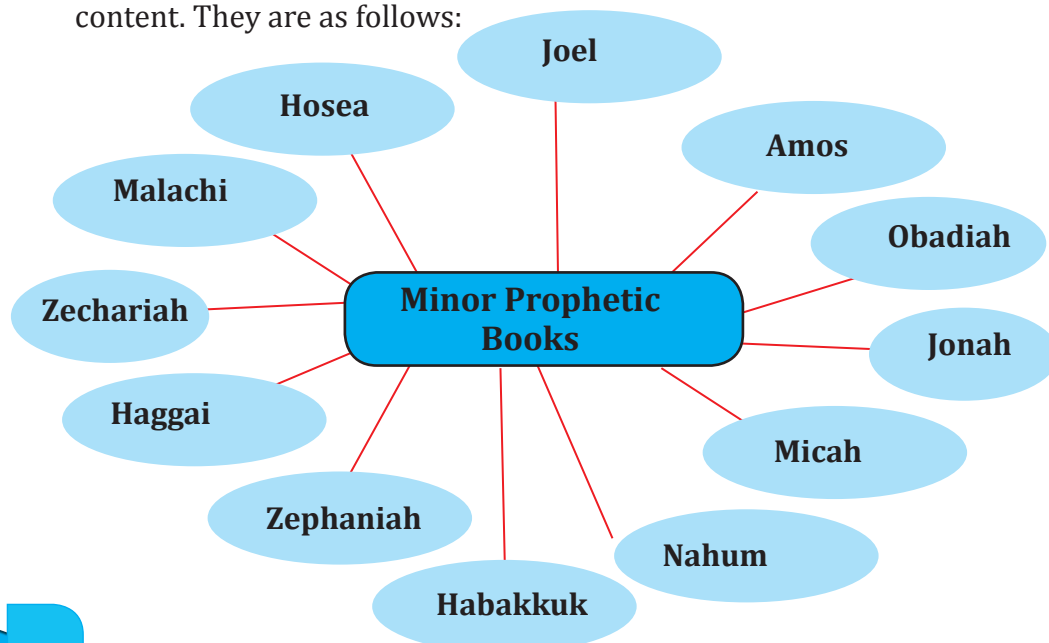 content. They are as follows:
Joel
Hosea
Amos
Malachi
Obadiah
Zechariah
Minor Prophetic
Books
Jonah
Haggai
Micah
Zephaniah
Nahum
Habakkuk